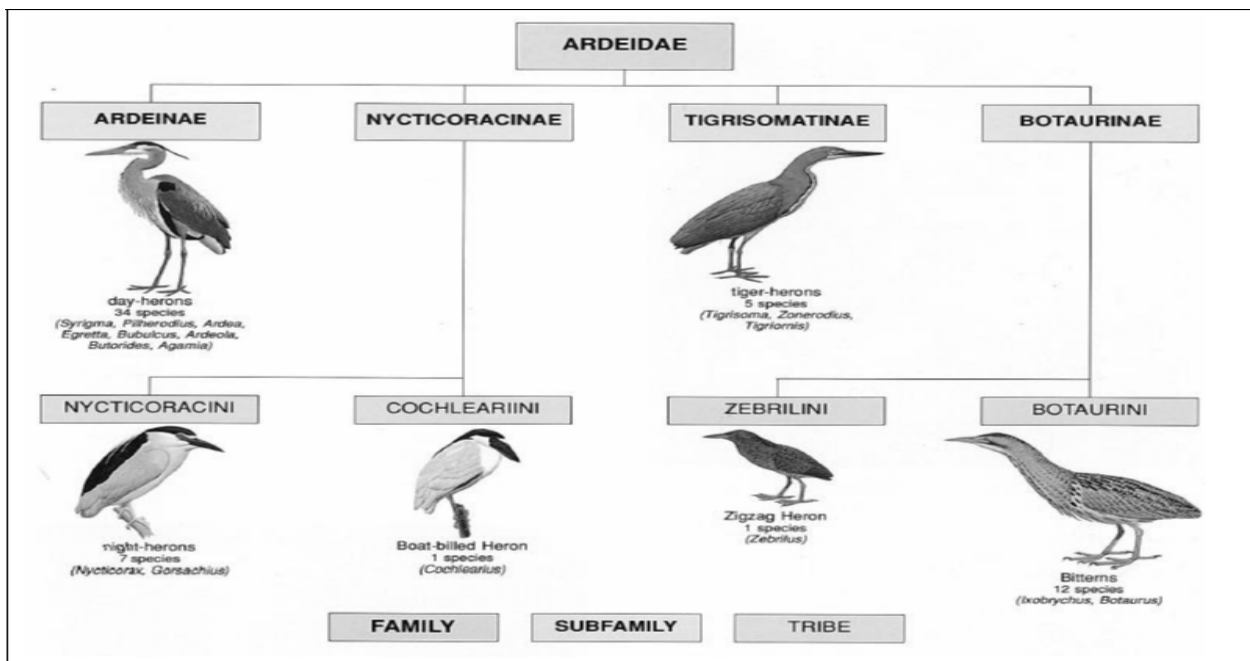 ARDEIDAE
ARDEINAE
NYCTICORACINAE
TIGRISOMATINAE
BOTAURINAE
day-herons
34 species
(Syrigma, Pilherodius, Ardea,
Egretta, Bubulcus, Ardeola,
Butorides, Agamia)
tiger-herons
5 species
(Tigrisoma, Zonerodius,
Tigriornis)
NYCTICORACINI
COCHLEARIINI
ZEBRILINI
BOTAURINI
night-herons
7 species
(Nycticorax, Gorsachius)
Boat-billed Heron
1 species
(Cochlearius)
Zigzag Heron
1 species
(Zebrilus)
Bitterns
12 species
(Ixobrychus, Botaurus)
FAMILY
SUBFAMILY
TRIBE